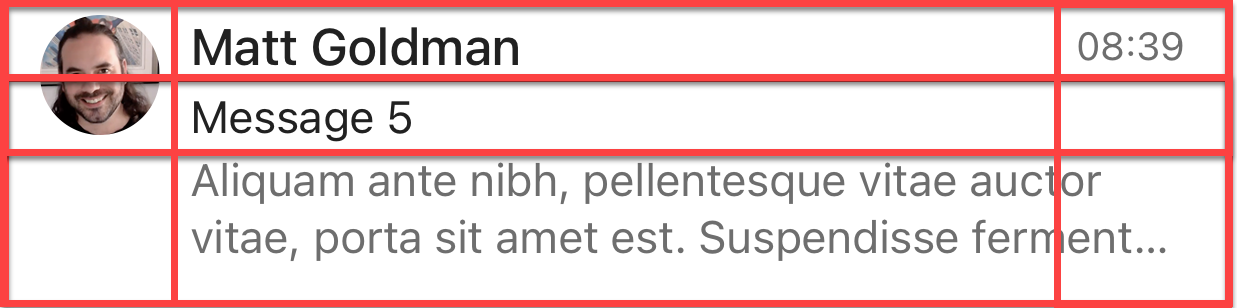 Matt Goldman 08:39
Message 5
Aliquam ante nibh, pellentesque vitae auctor
vitae, porta sit amet est. Suspendisse ferment...